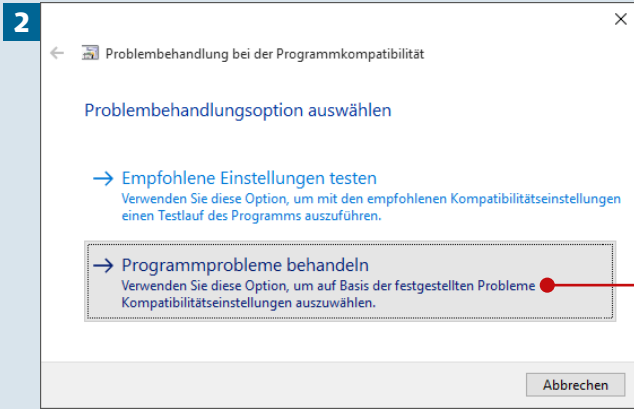 2
Problembehandlung bei der Programmkompatibilität
Problembehandlungsoption auswählen
Empfohlene Einstellungen testen
Verwenden Sie diese Option, um mit den empfohlenen Kompatibilitätseinstellungen
einen Testlauf des Programms auszuführen.
Programmprobleme behandeln
Verwenden Sie diese Option, um auf Basis der festgestellten Probleme
Kompatibilitätseinstellungen auszuwählen.
Abbrechen